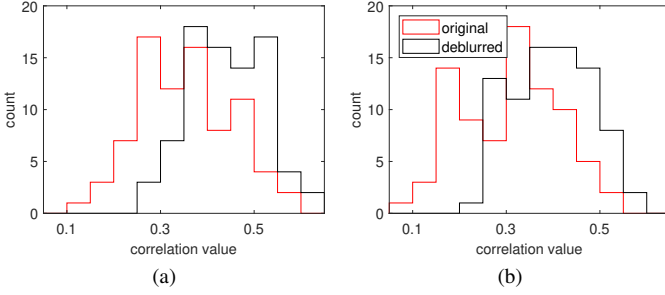 20
15
10
5
0
count
0.1 0.3 0.5
correlation value
(a)
20
15
10
5
0
count
original
deblurred
0.1 0.3 0.5
correlation value
(b)